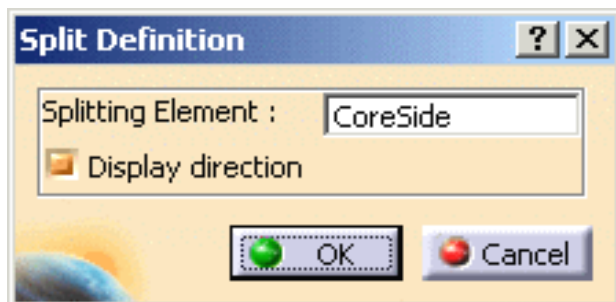 Split Definition
Splitting Element : CoreSide
Display direction
OK Cancel